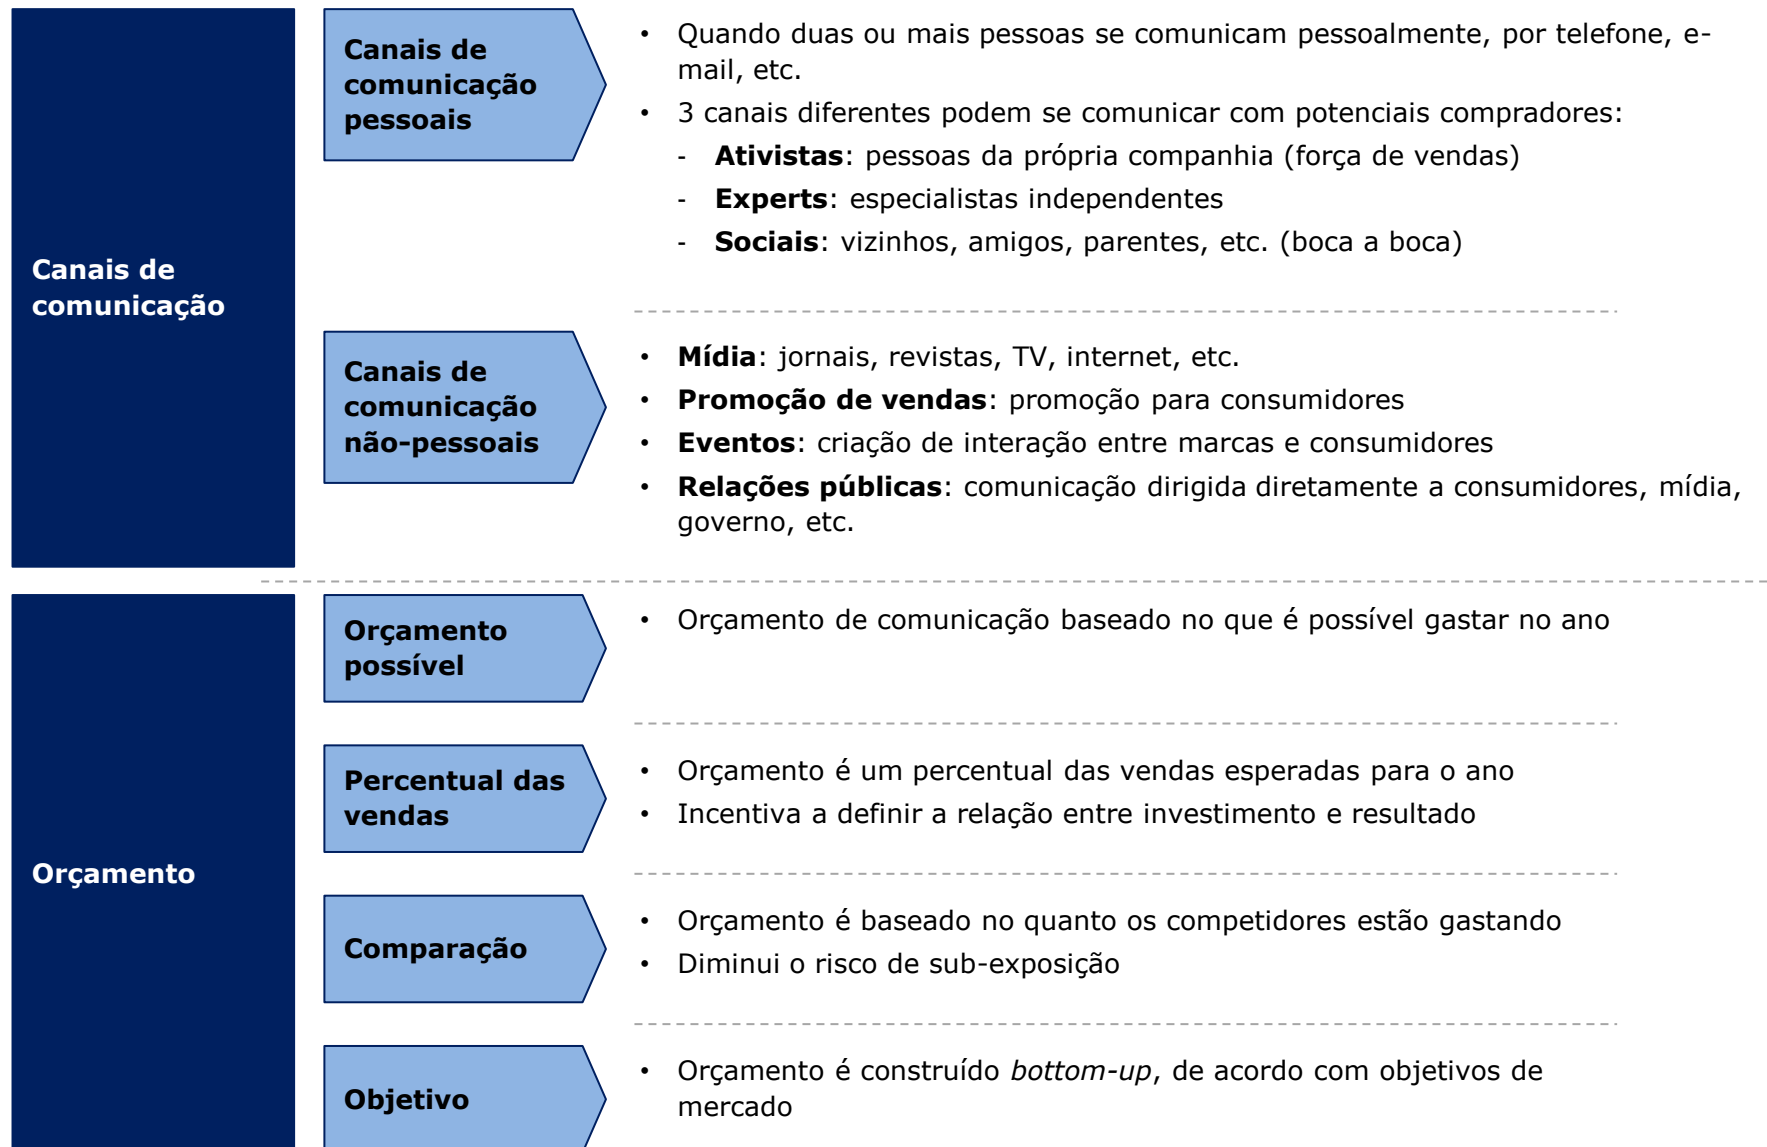 Canais de
comunicação
Canais de
comunicação
pessoais
• Quando duas ou mais pessoas se comunicam pessoalmente, por telefone, e-
mail, etc.
• 3 canais diferentes podem se comunicar com potenciais compradores:
- Ativistas: pessoas da própria companhia (força de vendas)
- Experts: especialistas independentes
- Sociais: vizinhos, amigos, parentes, etc. (boca a boca)
Canais de
comunicação
não-pessoais
• Mídia: jornais, revistas, TV, internet, etc.
• Promoção de vendas: promoção para consumidores
• Eventos: criação de interação entre marcas e consumidores
• Relações públicas: comunicação dirigida diretamente a consumidores, mídia,
governo, etc.
Orçamento
Orçamento
possível
• Orçamento de comunicação baseado no que é possível gastar no ano
Percentual das
vendas
• Orçamento é um percentual das vendas esperadas para o ano
• Incentiva a definir a relação entre investimento e resultado
Comparação
• Orçamento é baseado no quanto os competidores estão gastando
• Diminui o risco de sub-exposição
Objetivo
• Orçamento é construído bottom-up, de acordo com objetivos de
mercado